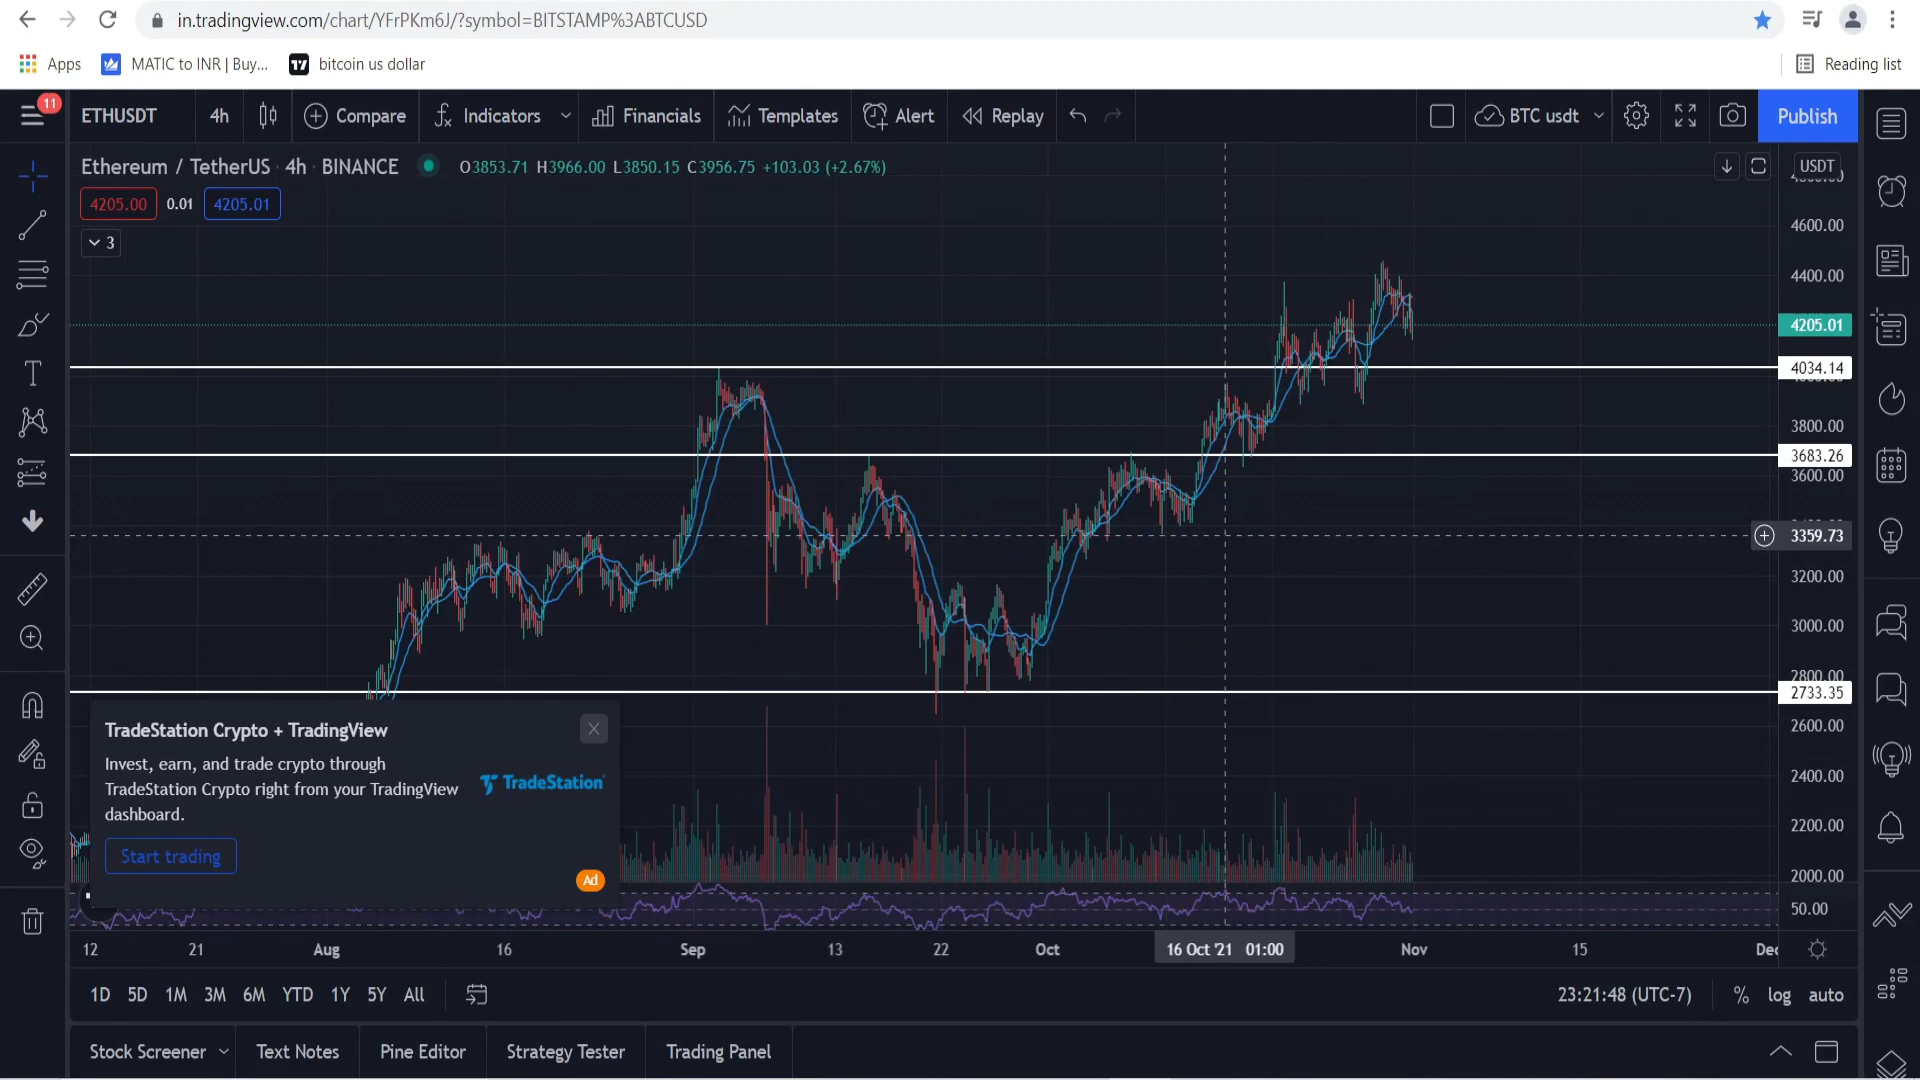 in.tradingview.com/chart/YFrPKm6J/?symbol=BITSTAMP%3ABTCUSD
Apps MATIC to INR | Buy... bitcoin us dollar Reading list
11 ETHUSDT 4h Compare Indicators Financials Templates Alert Replay BTC usdt Publish
Ethereum / TetherUS · 4h · BINANCE O3853.71 H3966.00 L3850.15 C3956.75 +103.03 (+2.67%) USDT
4205.00 0.01 4205.01
4600.00
3
4400.00
4205.01
4034.14
3800.00
3683.26
3600.00
3359.73
3200.00
3000.00
2800.00
2733.35
2600.00
TradeStation Crypto + TradingView
Invest, earn, and trade crypto through
TradeStation Crypto right from your TradingView
dashboard.
TradeStation
Start trading
Ad
2400.00
2200.00
2000.00
50.00
12 21 Aug 16 Sep 13 22 Oct 16 Oct '21 01:00 Nov 15 Dec
1D 5D 1M 3M 6M YTD 1Y 5Y All 23:21:48 (UTC-7) % log auto
Stock Screener Text Notes Pine Editor Strategy Tester Trading Panel